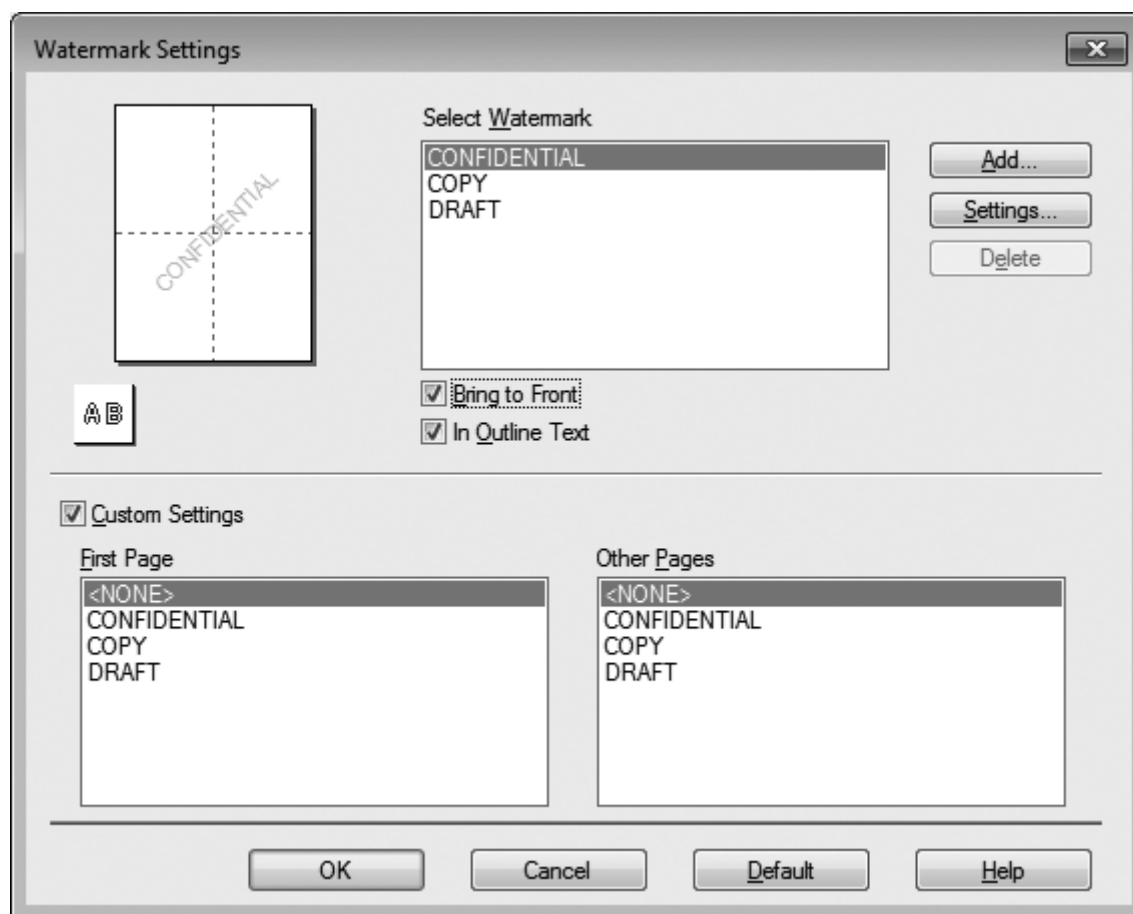 Watermark Settings
CONFIDENTIAL
Select Watermark
CONFIDENTIAL
COPY
DRAFT
Add...
Settings...
Delete
Bring to Front
In Outline Text
AB
Custom Settings
First Page
<NONE>
CONFIDENTIAL
COPY
DRAFT
Other Pages
<NONE>
CONFIDENTIAL
COPY
DRAFT
OK
Cancel
Default
Help